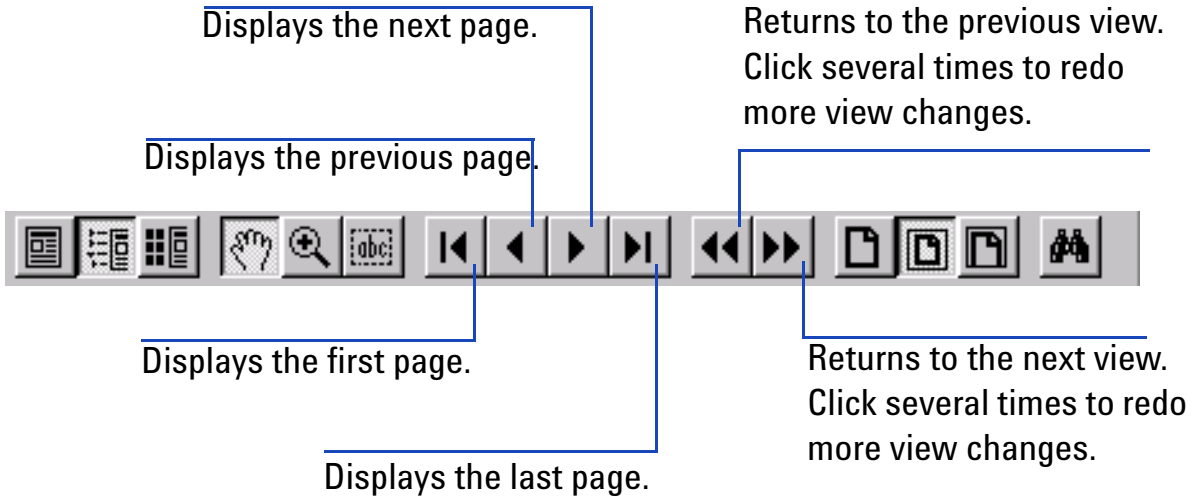 Displays the next page.
Returns to the previous view.
Click several times to redo
more view changes.
Displays the previous page.
abc
Displays the first page.
Returns to the next view.
Click several times to redo
more view changes.
Displays the last page.